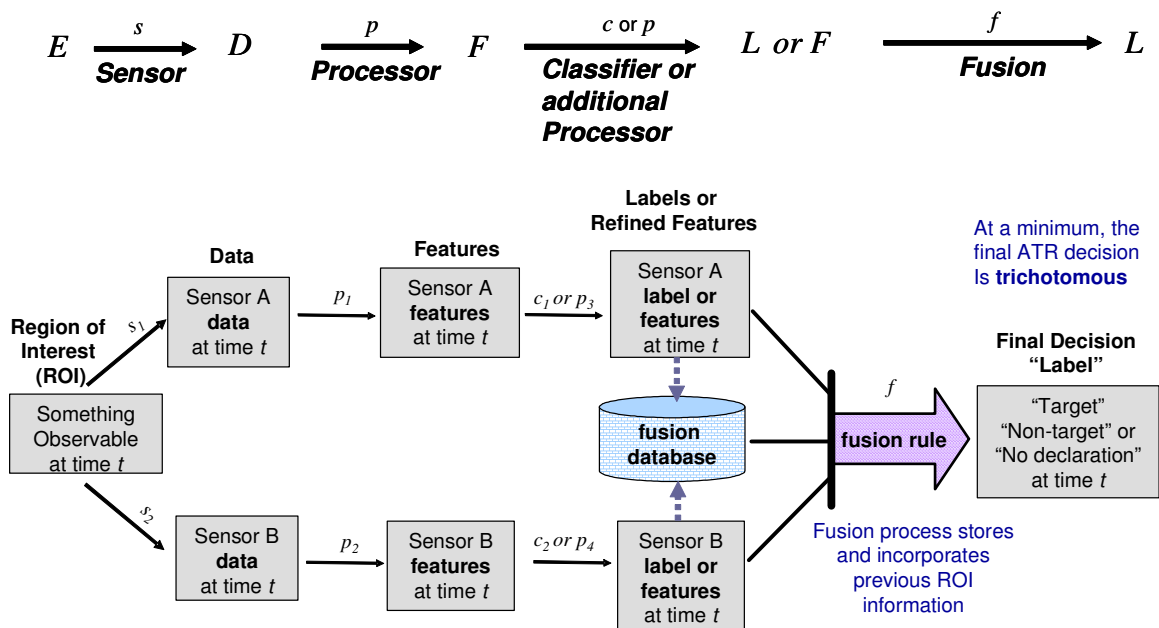 E s D p F c or p L or F f L
Sensor
Processor
Classifier or
additional
Processor
Fusion
Labels or
Refined Features
Features
Data
At a minimum, the
final ATR decision
Is trichotomous
Region of
Interest
(ROI)
s1
Sensor A
data
at time t
p1
Sensor A
features
at time t
c1 or p3
Sensor A
label or
features
at time t
Something
Observable
at time t
fusion
database
f
fusion rule
Final Decision
“Label”
“Target”
“Non-target” or
“No declaration”
at time t
s2
Sensor B
data
at time t
p2
Sensor B
features
at time t
c2 or p4
Sensor B
label or
features
at time t
Fusion process stores
and incorporates
previous ROI
information